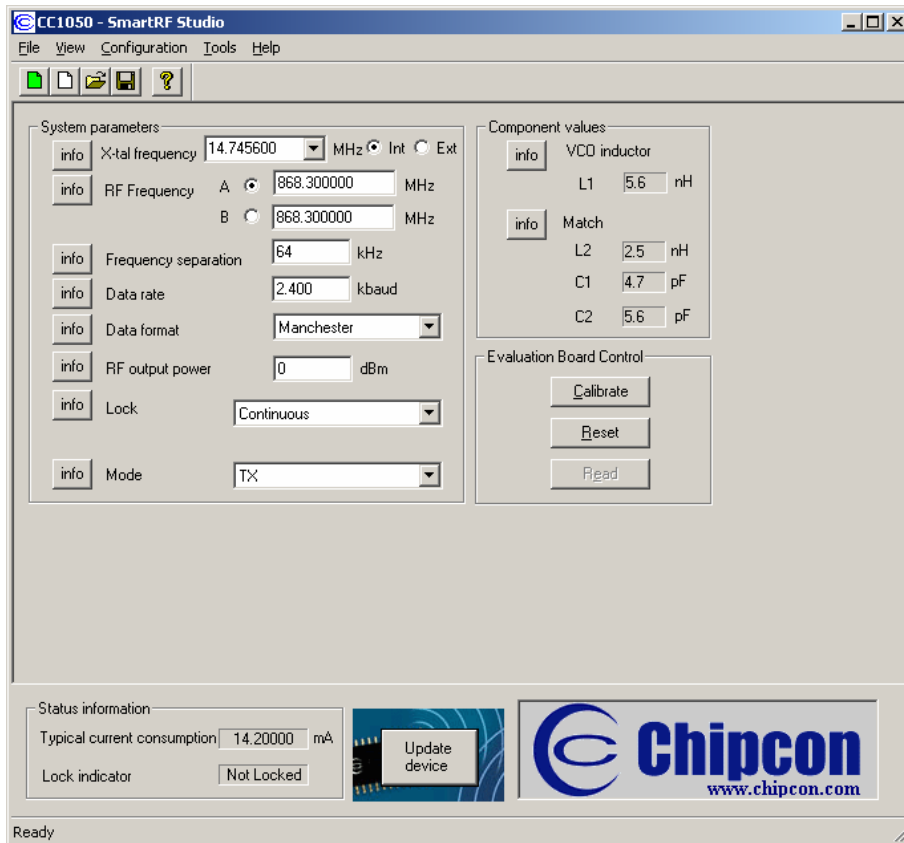 CC1050 - SmartRF Studio
File View Configuration Tools Help
System parameters
info X-tal frequency 14.745600 MHz Int Ext
info RF Frequency A 868.300000 MHz
B 868.300000 MHz
info Frequency separation 64 kHz
info Data rate 2.400 kbaud
info Data format Manchester
info RF output power 0 dBm
info Lock Continuous
info Mode TX
Component values
info VCO inductor
L1 5.6 nH
info Match
L2 2.5 nH
C1 4.7 pF
C2 5.6 pF
Evaluation Board Control
Calibrate
Reset
Read
Status information
Typical current consumption 14.20000 mA
Lock indicator Not Locked
Update
device
Chipcon
www.chipcon.com
Ready